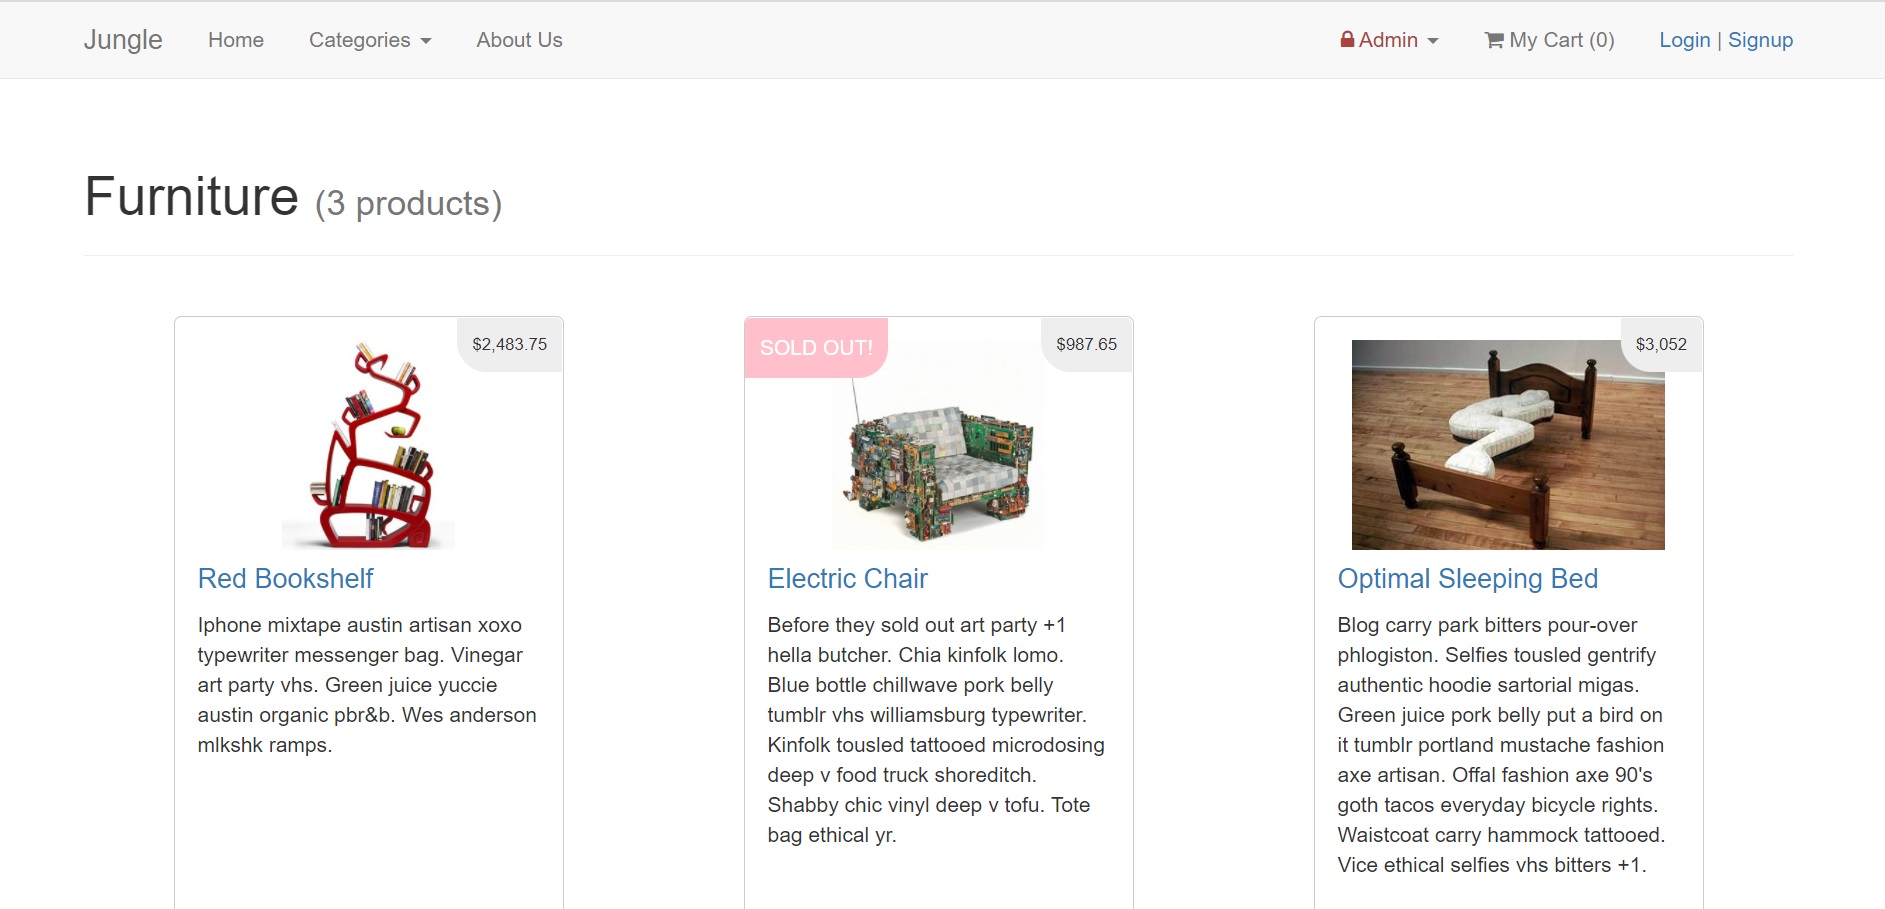 Jungle Home Categories About Us Admin My Cart (0) Login | Signup
Furniture (3 products)
$2,483.75
Red Bookshelf
Iphone mixtape austin artisan xoxo
typewriter messenger bag. Vinegar
art party vhs. Green juice yuccie
austin organic pbr&b. Wes anderson
mlkshk ramps.
SOLD OUT!
$987.65
Electric Chair
Before they sold out art party +1
hella butcher. Chia kinfolk lomo.
Blue bottle chillwave pork belly
tumblr vhs williamsburg typewriter.
Kinfolk tousled tattooed microdosing
deep v food truck shoreditch.
Shabby chic vinyl deep v tofu. Tote
bag ethical yr.
$3,052
Optimal Sleeping Bed
Blog carry park bitters pour-over
phlogiston. Selfies tousled gentrify
authentic hoodie sartorial migas.
Green juice pork belly put a bird on
it tumblr portland mustache fashion
axe artisan. Offal fashion axe 90's
goth tacos everyday bicycle rights.
Waistcoat carry hammock tattooed.
Vice ethical selfies vhs bitters +1.